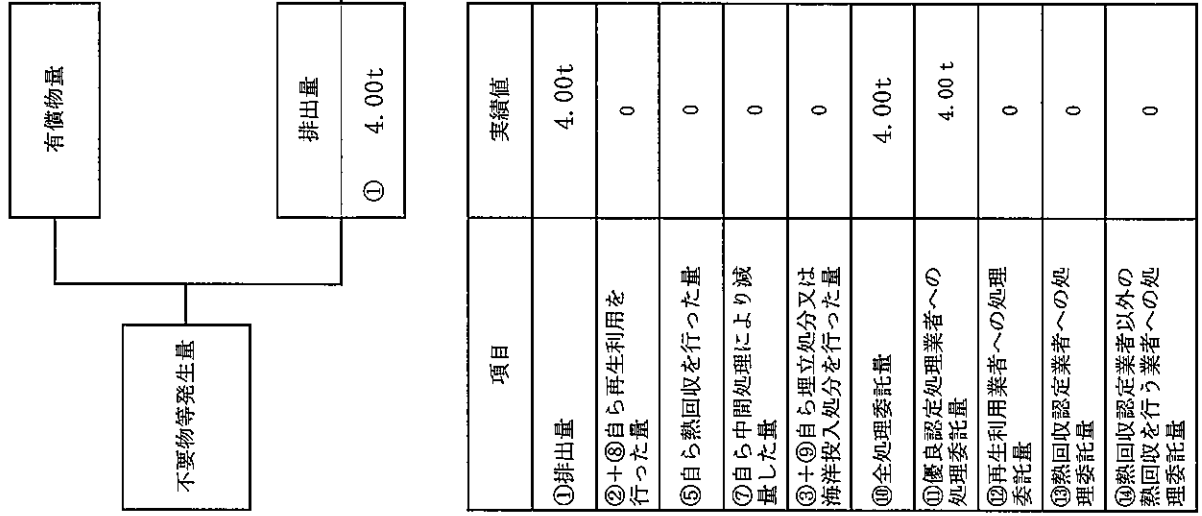 有償物量
不要物等発生量
排出量
① 4.00t
項目 実績値
①排出量 4.00t
②+⑧自ら再生利用を
行った量 0
⑤自ら熱回収を行った量 0
⑦自ら中間処理により減
量した量 0
③+⑨自ら埋立処分又は
海洋投入処分を行った量 0
⑩全処理委託量 4.00t
⑪優良認定処理業者への
処理委託量 4.00 t
⑫再生利用業者への処理
委託量 0
⑬熱回収認定業者への処
理委託量 0
⑭熱回収認定業者以外の
熱回収を行う業者への処
理委託量 0